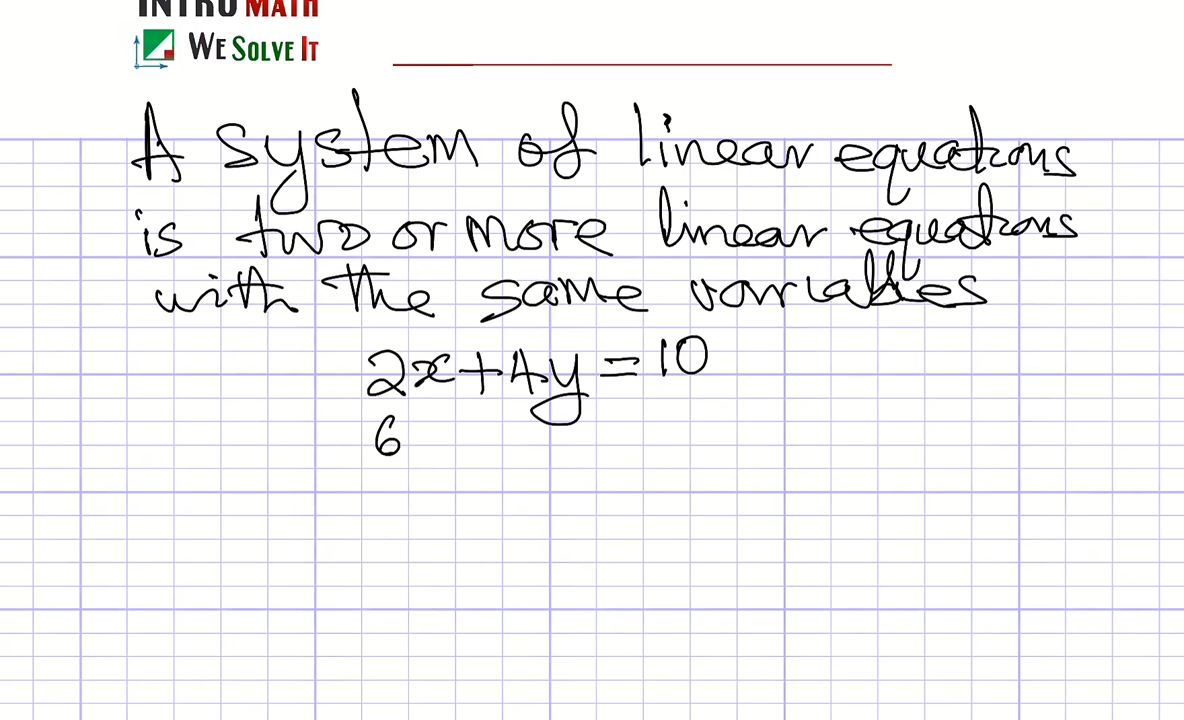 INTRO MATH
WE SOLVE IT
A system of linear equations
is two or more linear equations
with the same variables
2x+4y=10
6